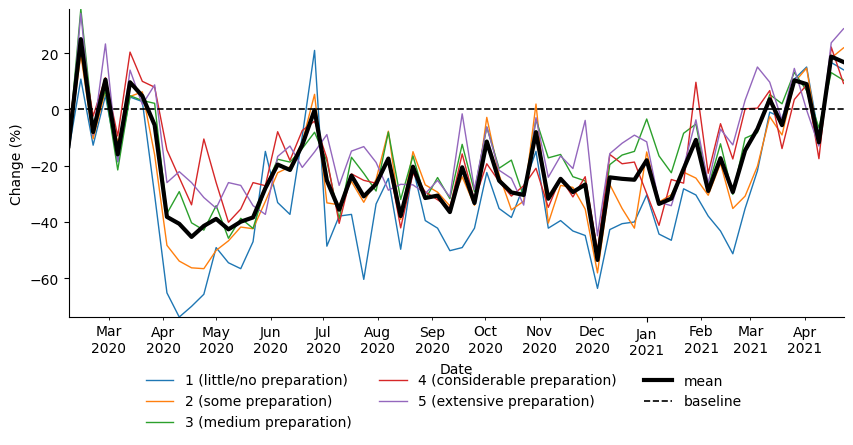 Change (%)
20
0
−20
−40
−60
Mar Apr May Jun Jul Aug Sep Oct Nov Dec Jan Feb Mar Apr
2020 2020 2020 2020 2020 2020 2020 2020 2020 2020 2021 2021 2021 2021
Date
1 (little/no preparation) 4 (considerable preparation) mean
2 (some preparation) 5 (extensive preparation) baseline
3 (medium preparation)